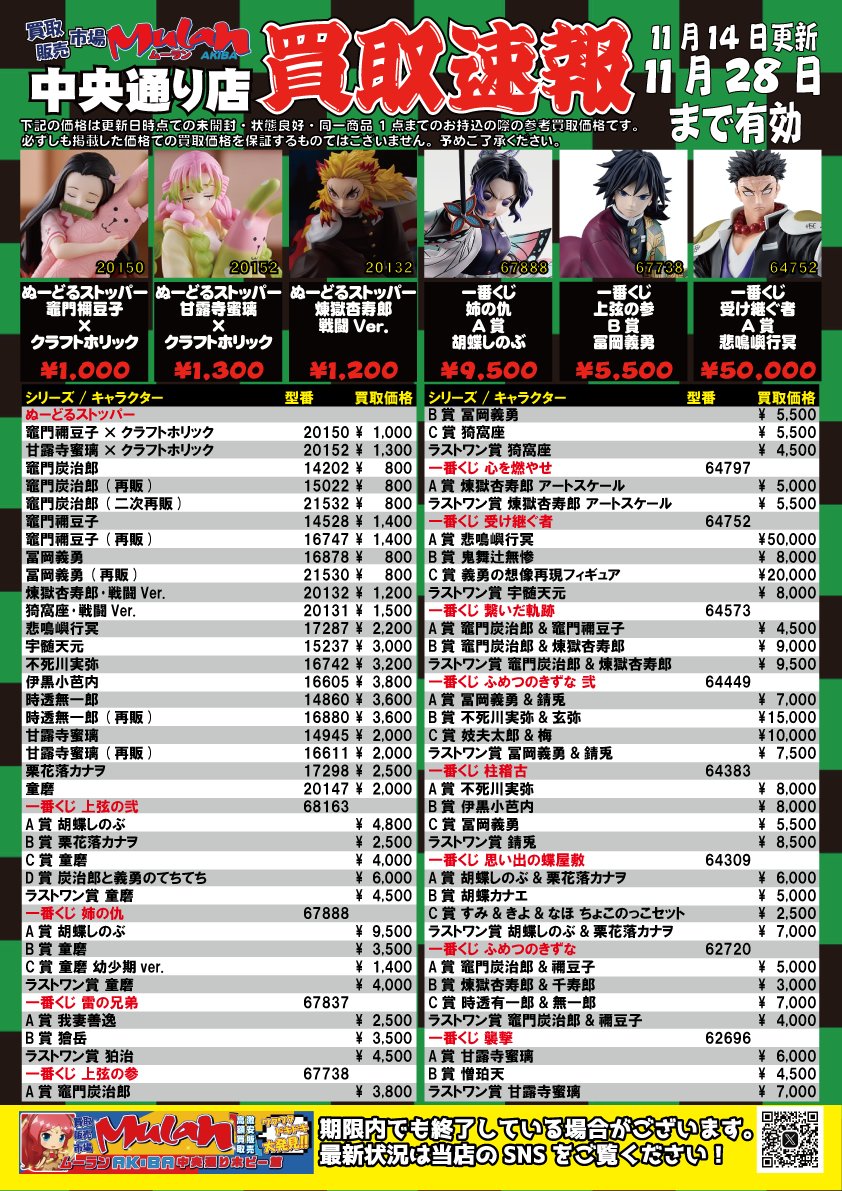 買取
販売
市場
Mulan
ムーラン
AKIBA
中央通り店
買取速報
11月14日更新
11月28日
まで有効
下記の価格は更新日時点での未開封・状態良好・同一商品1点までのお持込の際の参考買取価格です。
必ずしも掲載した価格での買取価格を保証するものではございません。予めご了承ください。
20150
20152
20132
67888
67738
64752
ぬーどるストッパー
竈門禰豆子
×
クラフトホリック
¥1,000
ぬーどるストッパー
甘露寺蜜璃
×
クラフトホリック
¥1,300
ぬーどるストッパー
煉獄杏寿郎
戦闘Ver.
¥1,200
一番くじ
姉の仇
A賞
胡蝶しのぶ
¥9,500
一番くじ
上弦の参
B賞
冨岡義勇
¥5,500
一番くじ
受け継ぐ者
A賞
悲鳴嶼行冥
¥50,000
シリーズ / キャラクター 型番 買取価格
ぬーどるストッパー
竈門禰豆子 × クラフトホリック 20150 ¥ 1,000
甘露寺蜜璃 × クラフトホリック 20152 ¥ 1,300
竈門炭治郎 14202 ¥ 800
竈門炭治郎 (再販) 15022 ¥ 800
竈門炭治郎 (二次再販) 21532 ¥ 800
竈門禰豆子 14528 ¥ 1,400
竈門禰豆子 (再販) 16747 ¥ 1,400
冨岡義勇 16878 ¥ 800
冨岡義勇 (再販) 21530 ¥ 800
煉獄杏寿郎・戦闘 Ver. 20132 ¥ 1,200
猗窩座・戦闘 Ver. 20131 ¥ 1,500
悲鳴嶼行冥 17287 ¥ 2,200
宇髄天元 15237 ¥ 3,000
不死川実弥 16742 ¥ 3,200
伊黒小芭内 16605 ¥ 3,800
時透無一郎 14860 ¥ 3,600
時透無一郎 (再販) 16880 ¥ 3,600
甘露寺蜜璃 14945 ¥ 2,000
甘露寺蜜璃 (再販) 16611 ¥ 2,000
栗花落カナヲ 17298 ¥ 2,500
童磨 20147 ¥ 2,000
一番くじ 上弦の弐 68163
A賞 胡蝶しのぶ ¥ 4,800
B賞 栗花落カナヲ ¥ 2,500
C賞 童磨 ¥ 4,000
D賞 炭治郎と義勇のてちてち ¥ 6,000
ラストワン賞 童磨 ¥ 4,500
一番くじ 姉の仇 67888
A賞 胡蝶しのぶ ¥ 9,500
B賞 童磨 ¥ 3,500
C賞 童磨 幼少期 ver. ¥ 1,400
ラストワン賞 童磨 ¥ 4,000
一番くじ 雷の兄弟 67837
A賞 我妻善逸 ¥ 2,500
B賞 獪岳 ¥ 3,500
ラストワン賞 狛治 ¥ 4,500
一番くじ 上弦の参 67738
A賞 竈門炭治郎 ¥ 3,800
シリーズ / キャラクター 型番 買取価格
B賞 冨岡義勇 ¥ 5,500
C賞 猗窩座 ¥ 5,500
ラストワン賞 猗窩座 ¥ 4,500
一番くじ 心を燃やせ 64797
A賞 煉獄杏寿郎 アートスケール ¥ 5,000
ラストワン賞 煉獄杏寿郎 アートスケール ¥ 5,500
一番くじ 受け継ぐ者 64752
A賞 悲鳴嶼行冥 ¥50,000
B賞 鬼舞辻無惨 ¥ 8,000
C賞 義勇の想像再現フィギュア ¥20,000
ラストワン賞 宇髄天元 ¥ 8,000
一番くじ 繋いだ軌跡 64573
A賞 竈門炭治郎 & 竈門禰豆子 ¥ 4,500
B賞 竈門炭治郎 & 煉獄杏寿郎 ¥ 9,000
ラストワン賞 竈門炭治郎 & 煉獄杏寿郎 ¥ 9,500
一番くじ ふめつのきずな 弐 64449
A賞 冨岡義勇 & 錆兎 ¥ 7,000
B賞 不死川実弥 & 玄弥 ¥15,000
C賞 妓夫太郎 & 梅 ¥10,000
ラストワン賞 冨岡義勇 & 錆兎 ¥ 7,500
一番くじ 柱稽古 64383
A賞 不死川実弥 ¥ 8,000
B賞 伊黒小芭内 ¥ 8,000
C賞 冨岡義勇 ¥ 5,500
ラストワン賞 錆兎 ¥ 8,500
一番くじ 思い出の蝶屋敷 64309
A賞 胡蝶しのぶ & 栗花落カナヲ ¥ 6,000
B賞 胡蝶カナエ ¥ 5,000
C賞 すみ & きよ & なほ ちょこのっこセット ¥ 2,500
ラストワン賞 胡蝶しのぶ & 栗花落カナヲ ¥ 7,000
一番くじ ふめつのきずな 62720
A賞 竈門炭治郎 & 禰豆子 ¥ 5,000
B賞 煉獄杏寿郎 & 千寿郎 ¥ 3,000
C賞 時透有一郎 & 無一郎 ¥ 7,000
ラストワン賞 竈門炭治郎 & 禰豆子 ¥ 4,000
一番くじ 襲撃 62696
A賞 甘露寺蜜璃 ¥ 6,000
B賞 憎珀天 ¥ 4,500
ラストワン賞 甘露寺蜜璃 ¥ 7,000
買取
販売
市場
Mulan
高額買取
激安販売
ワクワク
ドキドキ
大発見!!
ムーランAKIBA中央通りホビー館
期限内でも終了している場合がございます。
最新状況は当店のSNSをご覧ください！